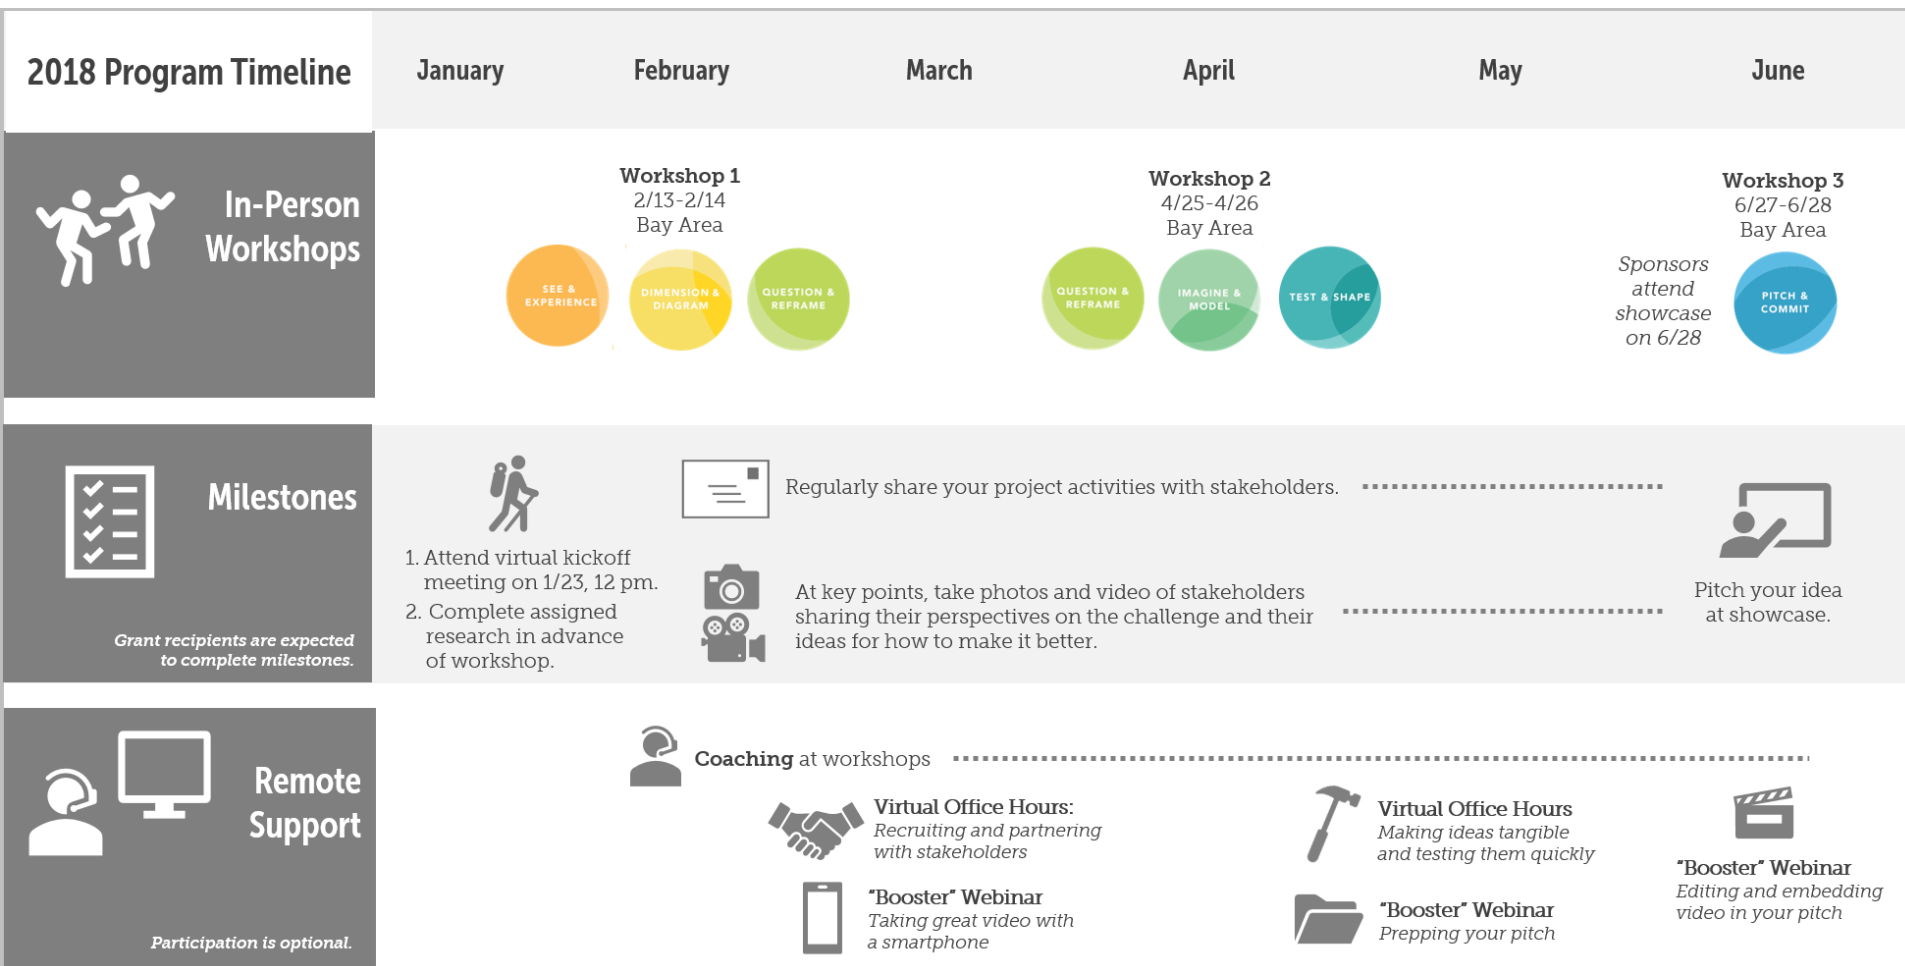 2018 Program Timeline
January
February
March
April
May
June
In-Person
Workshops
Workshop 1
2/13-2/14
Bay Area
SEE &
EXPERIENCE
DIMENSION &
DIAGRAM
QUESTION &
REFRAME
Workshop 2
4/25-4/26
Bay Area
QUESTION &
REFRAME
IMAGINE &
MODEL
TEST & SHAPE
Workshop 3
6/27-6/28
Bay Area
Sponsors
attend
showcase
on 6/28
PITCH &
COMMIT
Milestones
Grant recipients are expected
to complete milestones.
1. Attend virtual kickoff
meeting on 1/23, 12 pm.
2. Complete assigned
research in advance
of workshop.
Regularly share your project activities with stakeholders.
At key points, take photos and video of stakeholders
sharing their perspectives on the challenge and their
ideas for how to make it better.
Pitch your idea
at showcase.
Remote
Support
Participation is optional.
Coaching at workshops
Virtual Office Hours:
Recruiting and partnering
with stakeholders
"Booster" Webinar
Taking great video with
a smartphone
Virtual Office Hours
Making ideas tangible
and testing them quickly
"Booster" Webinar
Prepping your pitch
"Booster" Webinar
Editing and embedding
video in your pitch